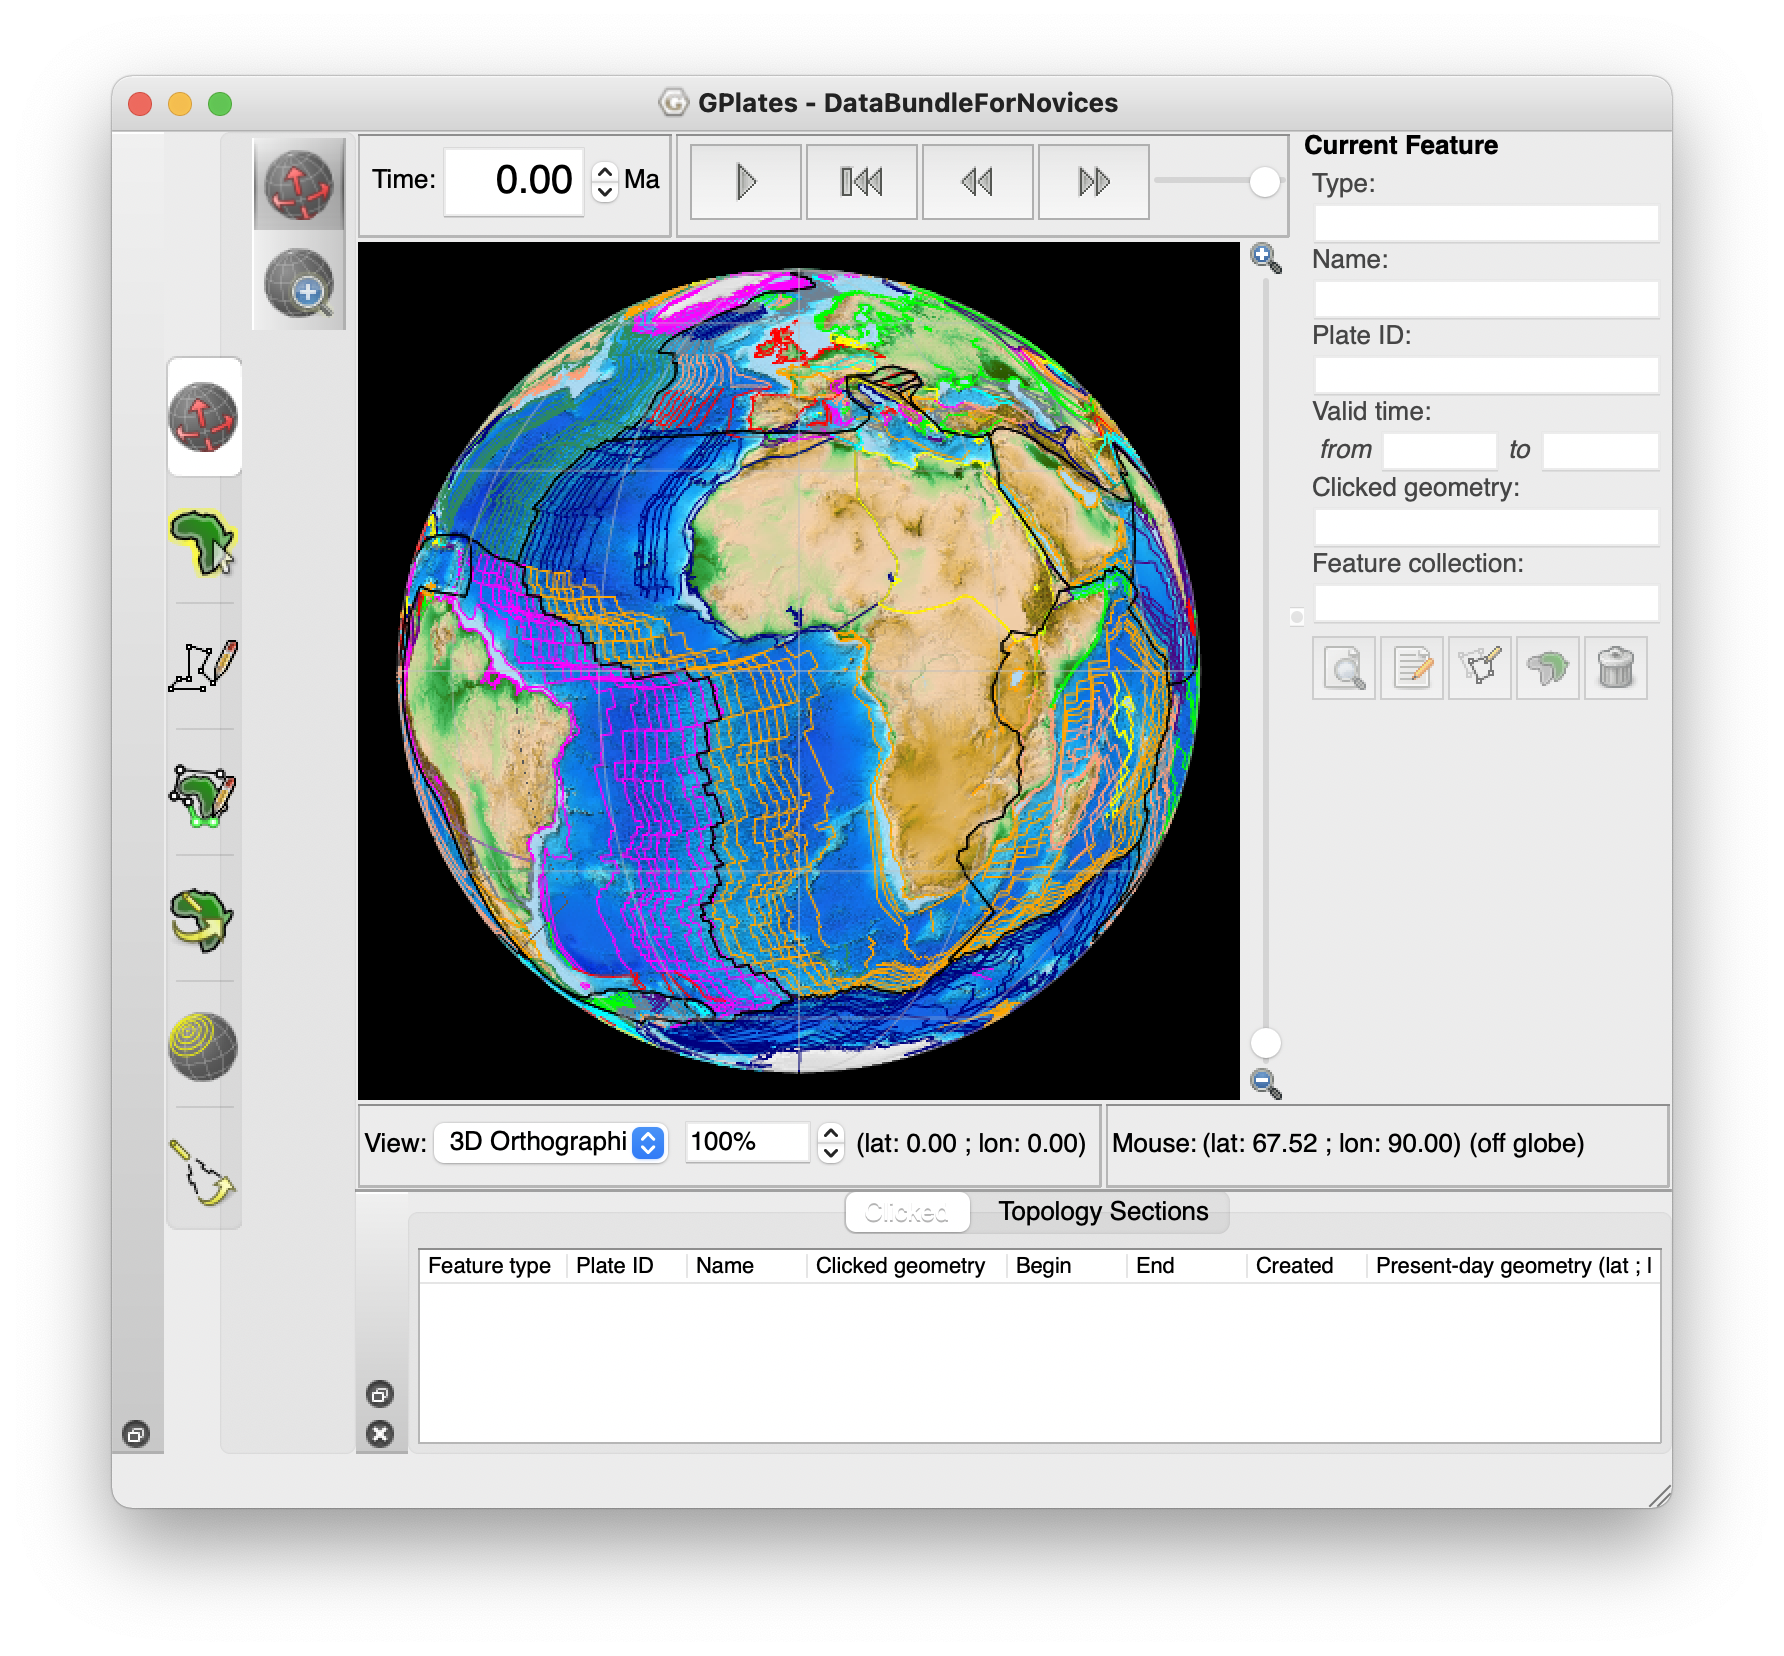 GPlates - DataBundleForNovices
Time: 0.00 Ma
Current Feature
Type:
Name:
Plate ID:
Valid time:
from to
Clicked geometry:
Feature collection:
View: 3D Orthographi 100% (lat: 0.00 ; lon: 0.00) Mouse: (lat: 67.52 ; lon: 90.00) (off globe)
Clicked Topology Sections
Feature type Plate ID Name Clicked geometry Begin End Created Present-day geometry (lat ; l